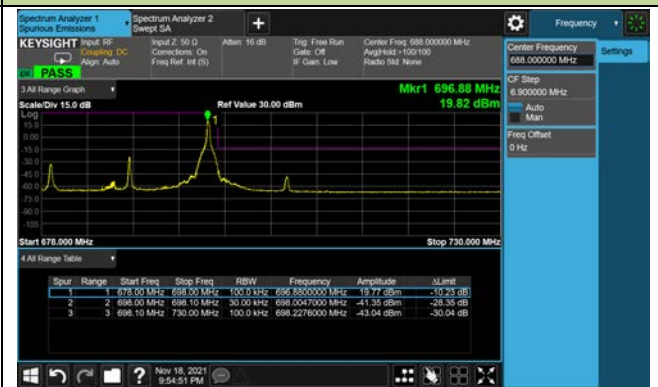 Spectrum Analyzer 1
Spurious Emissions
Spectrum Analyzer 2
Swept SA
+
Frequency
KEYSIGHT
Input: RF
Coupling: DC
Align: Auto
Input Z: 50 Ω
Corrections: On
Freq Ref: Int (S)
Atten: 16 dB
Trig: Free Run
Gate: Off
IF Gain: Low
Center Freq: 688.000000 MHz
Avg|Hold:>100/100
Radio Std: None
PASS
Center Frequency
688.000000 MHz
Settings
CF Step
6.900000 MHz
Auto
Man
Freq Offset
0 Hz
3 All Range Graph
Mkr1 696.88 MHz
19.82 dBm
Scale/Div 15.0 dB
Ref Value 30.00 dBm
Log
15.0
0.00
-15.0
-30.0
-45.0
-60.0
-75.0
-90.0
-105
1
Start 678.000 MHz
Stop 730.000 MHz
4 All Range Table
Spur Range Start Freq Stop Freq RBW Frequency Amplitude ΔLimit
1 1 678.00 MHz 698.00 MHz 100.0 kHz 696.8800000 MHz 19.77 dBm -10.23 dB
2 2 698.00 MHz 698.10 MHz 30.00 kHz 698.0047000 MHz -41.35 dBm -28.35 dB
3 3 698.10 MHz 730.00 MHz 100.0 kHz 698.2276000 MHz -43.04 dBm -30.04 dB
?
Nov 18, 2021
9:54:51 PM